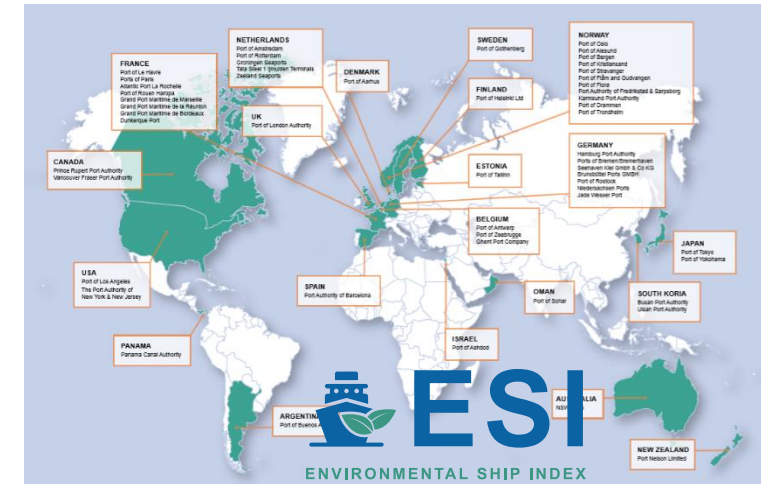 NETHERLANDS
Port of Amstredam
Port of Rotterdam
Groningen Seaports
Tata Steel Ijmuiden Terminals
Zeeland Seaports
SWEDEN
Port of Gothenberg
NORWAY
Port of Oslo
Port of Alesund
Port of Bergen
Port of Kristiansand
Port of Stravanger
Port of Flåm and Gudvangen
Port of Flora
Port Authority of Fredrikstad & Sarpsborg
Karmsund Port Authority
Port of Drammen
Port of Trondheim
FRANCE
Port of Le Havre
Ports of Paris
Atlantic Port La Rochelle
Port of Rouen Haropa
Grand Port Maritime de Marseille
Grand Port Maritime de la Réunion
Grand Port Maritime de Bordeaux
Dunkerque Port
DENMARK
Port of Aarhus
FINLAND
Port of Helsinki Ltd
UK
Port of London Authority
GERMANY
Hamburg Port Authority
Ports of Bremen/Bremerhaven
Seehaven Kiel GmbH & Co KG
Brunsbüttel Ports GMBH
Port of Rostock
Niedersachsen Ports
Jade Wesser Port
CANADA
Prince Rupert Port Authority
Vancouver Fraser Port Authority
ESTONIA
Port of Tallinn
BELGIUM
Port of Antwerp
Port of Zeebrugge
Ghent Port Company
JAPAN
Port of Tokyo
Port of Yokohama
USA
Port of Los Angeles
The Port Authority of
New York & New Jersey
SPAIN
Port Authority of Barcelona
OMAN
Port of Sohar
SOUTH KORIA
Busan Port Authority
Ulsan Port Authority
PANAMA
Panama Canal Authority
ISRAEL
Port of Ashdod
ARGENTINA
Port of Buenos
AUSTRALIA
NSW
ESI
ENVIRONMENTAL SHIP INDEX
NEW ZEALAND
Port Nelson Limited